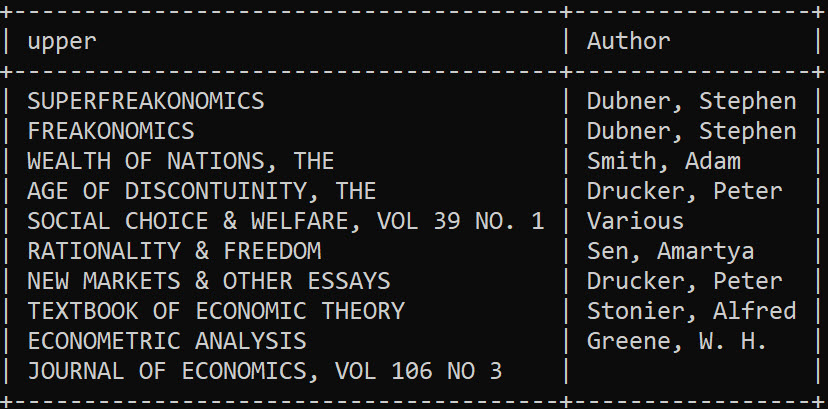 +--------------------------------------+-----------------+
| upper                                | Author          |
+--------------------------------------+-----------------+
| SUPERFREAKONOMICS                    | Dubner, Stephen |
| FREAKONOMICS                         | Dubner, Stephen |
| WEALTH OF NATIONS, THE               | Smith, Adam     |
| AGE OF DISCONTUINITY, THE            | Drucker, Peter  |
| SOCIAL CHOICE & WELFARE, VOL 39 NO. 1 | Various         |
| RATIONALITY & FREEDOM                | Sen, Amartya    |
| NEW MARKETS & OTHER ESSAYS           | Drucker, Peter  |
| TEXTBOOK OF ECONOMIC THEORY          | Stonier, Alfred |
| ECONOMETRIC ANALYSIS                 | Greene, W. H.   |
| JOURNAL OF ECONOMICS, VOL 106 NO 3   |                 |
+--------------------------------------+-----------------+